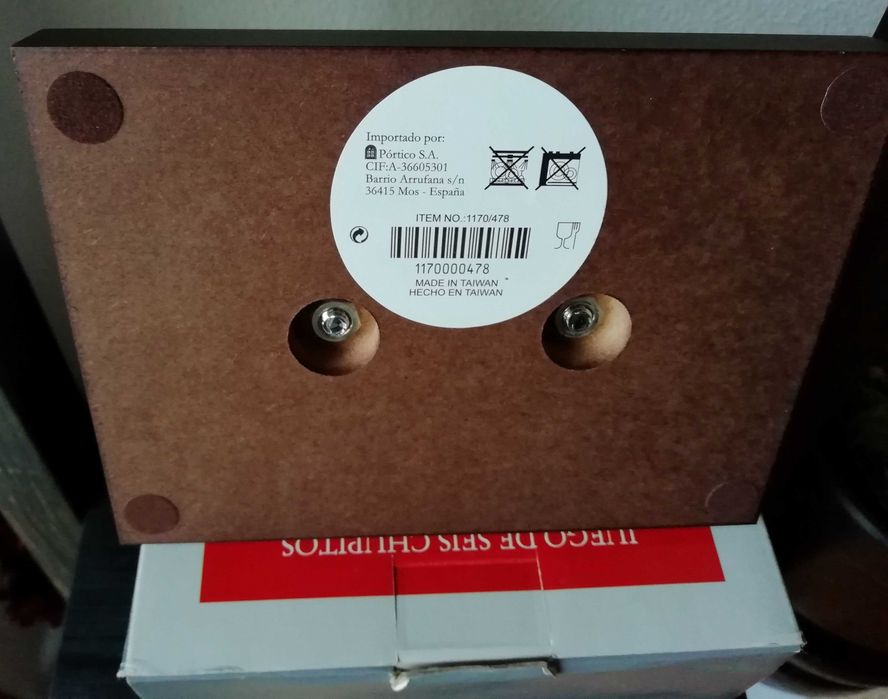 Importado por:
Pórtico S.A.
CIF:A-36605301
Barrio Arrufana s/n
36415 Mos - España
ITEM NO.:1170/478
1170000478
MADE IN TAIWAN
HECHO EN TAIWAN
JUEGO DE SEIS CHUPITOS